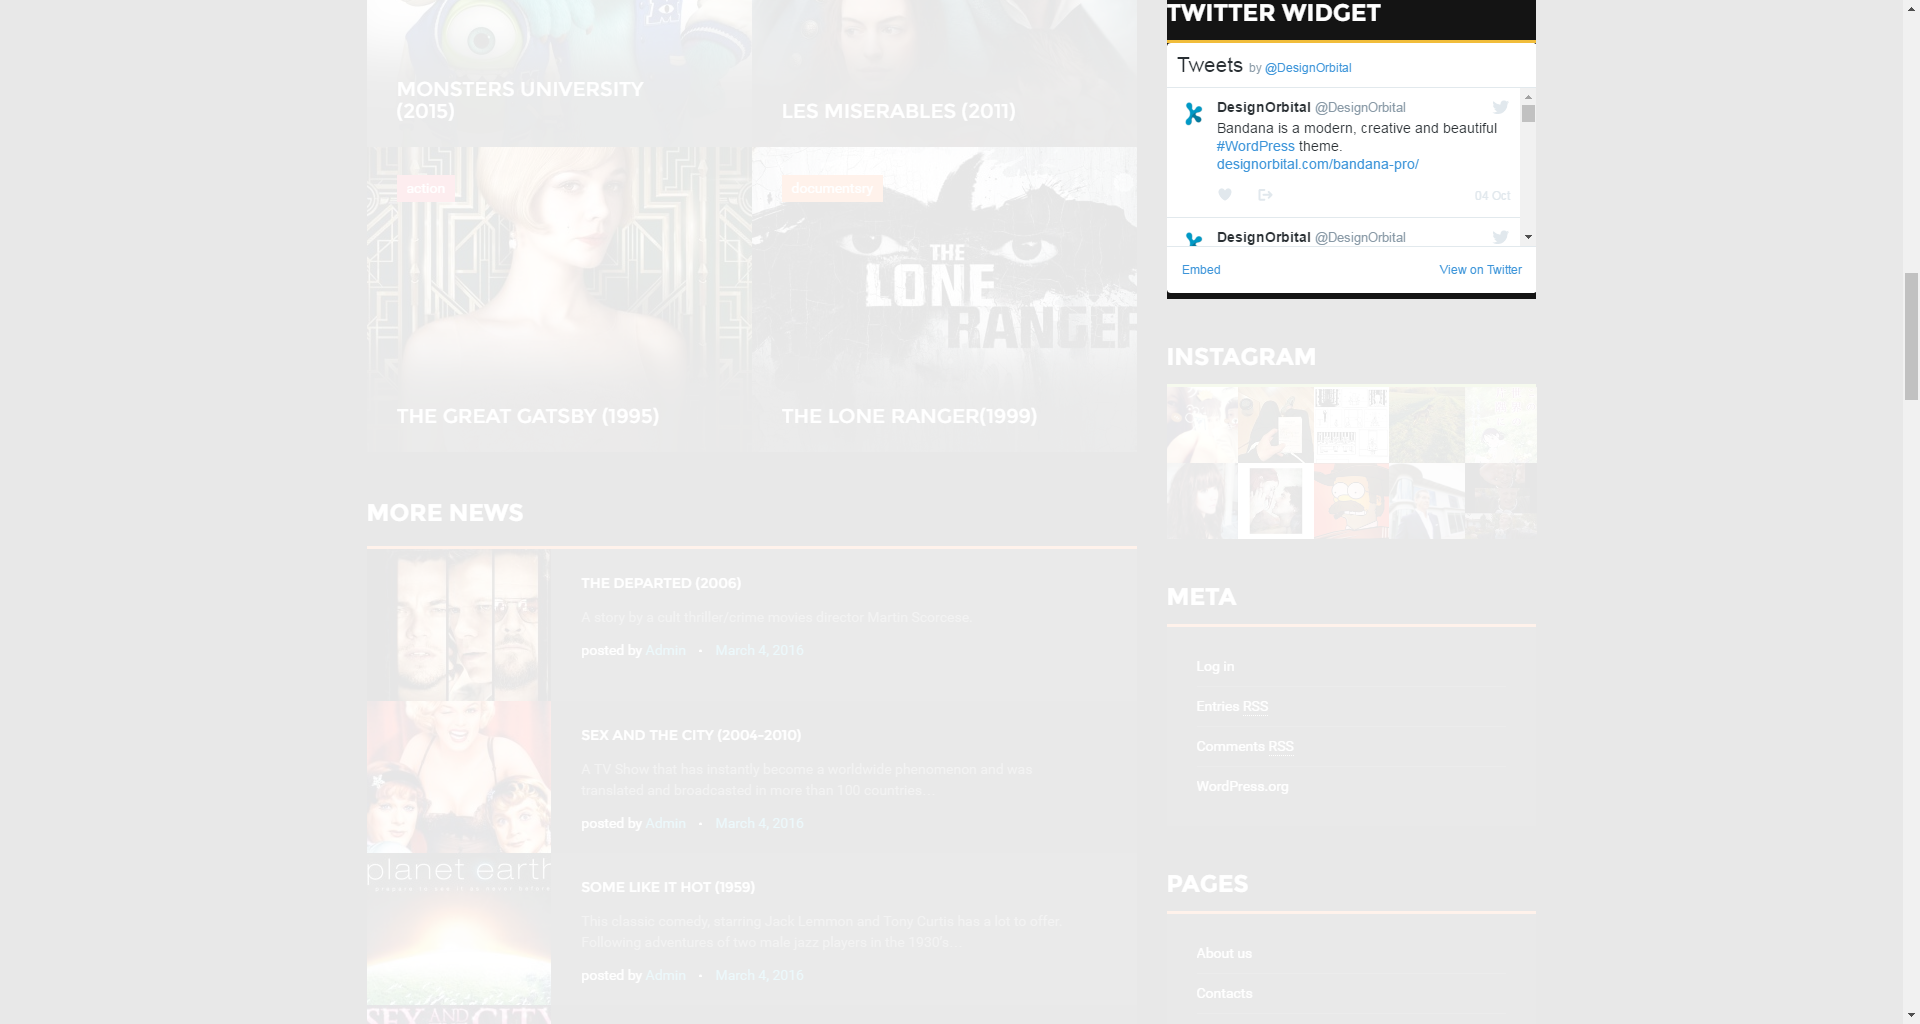 MONSTERS UNIVERSITY
(2015)
LES MISERABLES (2011)
action
documentary
THE
LONE
RANGER
THE GREAT GATSBY (1995)
THE LONE RANGER(1999)
MORE NEWS
THE DEPARTED (2006)
A story by a cult thriller/crime movies director Martin Scorcese.
posted by Admin • March 4, 2016
SEX AND THE CITY (2004-2010)
A TV Show that has instantly become a worldwide phenomenon and was
translated and broadcasted in more than 100 countries...
posted by Admin • March 4, 2016
planet earth
SOME LIKE IT HOT (1959)
This classic comedy, starring Jack Lemmon and Tony Curtis has a lot to offer.
Following adventures of two male jazz players in the 1930's.
posted by Admin • March 4, 2016
SEX AND THE CITY
TWITTER WIDGET
Tweets by @DesignOrbital
DesignOrbital @DesignOrbital
Bandana is a modern, creative and beautiful
#WordPress theme.
designorbital.com/bandana-pro/
04 Oct
DesignOrbital @DesignOrbital
Embed
View on Twitter
INSTAGRAM
META
Log in
Entries RSS
Comments RSS
WordPress.org
PAGES
About us
Contacts